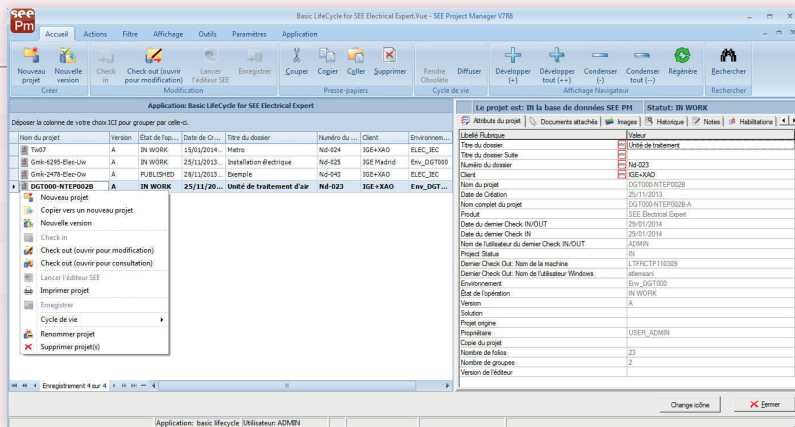 see
Pm
Basic LifeCycle for SEE Electrical Expert.Vue - SEE Project Manager V7R8
Accueil Actions Filtre Affichage Outils Paramètres Application
Nouveau projet
Nouvelle version
Check in
Check out (ouvrir pour modification)
Lancer l'éditeur SEE
Enregistrer
Couper
Copier
Coller
Supprimer
Rendre Obsolète
Diffuser
Développer (+)
Développer tout (++)
Condenser (-)
Condenser tout (--)
Régénère
Rechercher
Créer Modification Presse-papiers Cycle de vie Affichage Navigateur Rechercher
Application: Basic LifeCycle for SEE Electrical Expert
Déposer la colonne de votre choix ICI pour grouper par celle-ci.
Nom du projet Version État de l'op... Date de Cr... Titre du dossier Numéro du ... Client Environnem...
Tw07 A IN WORK 15/01/2014... Metro Nd-024 IGE+XAO ELEC_IEC
Gmk-6295-Elec-Uw A IN WORK 25/11/2013... Installation électrique Nd-025 IGE Madrid Env_DGT000
Gmk-2478-Elec-Ow A PUBLISHED 28/11/2013... Exemple Nd-043 IGE+XAO ELEC_IEC
DGT000-NTEP002B A IN WORK 25/11/20... Unité de traitement d'air Nd-023 IGE+XAO Env_DGT...
Nouveau projet
Copier vers un nouveau projet
Nouvelle version
Check in
Check out (ouvrir pour modification)
Check out (ouvrir pour consultation)
Lancer l'éditeur SEE
Imprimer projet
Enregistrer
Cycle de vie
Renommer projet
Supprimer projet(s)
Enregistrement 4 sur 4
Le projet est: IN la base de données SEE PM Statut: IN WORK
Attributs du projet Documents attachés Images Historique Notes Habilitations
Libellé Rubrique Valeur
Titre du dossier Unité de traitement
Titre du dossier Suite
Numéro du dossier Nd-023
Client IGE+XAO
Nom du projet DGT000-NTEP002B
Date de Création 25/11/2013
Nom complet du projet DGT000-NTEP002B-A
Produit SEE Electrical Expert
Date du dernier Check IN/OUT 29/01/2014
Date du dernier Check IN 29/01/2014
Nom de l'utilisateur du dernier Check IN/OUT ADMIN
Project Status IN
Dernier Check Out: Nom de la machine LTFRCTP110309
Dernier Check Out: Nom de l'utilisateur Windows atlemsani
Environnement Env_DGT000
État de l'opération IN WORK
Version A
Solution
Projet origine
Propriétaire USER_ADMIN
Copie du projet
Nombre de folios 23
Nombre de groupes 2
Version de l'éditeur
Change icône Fermer
Application: basic lifecycle Utilisateur: ADMIN